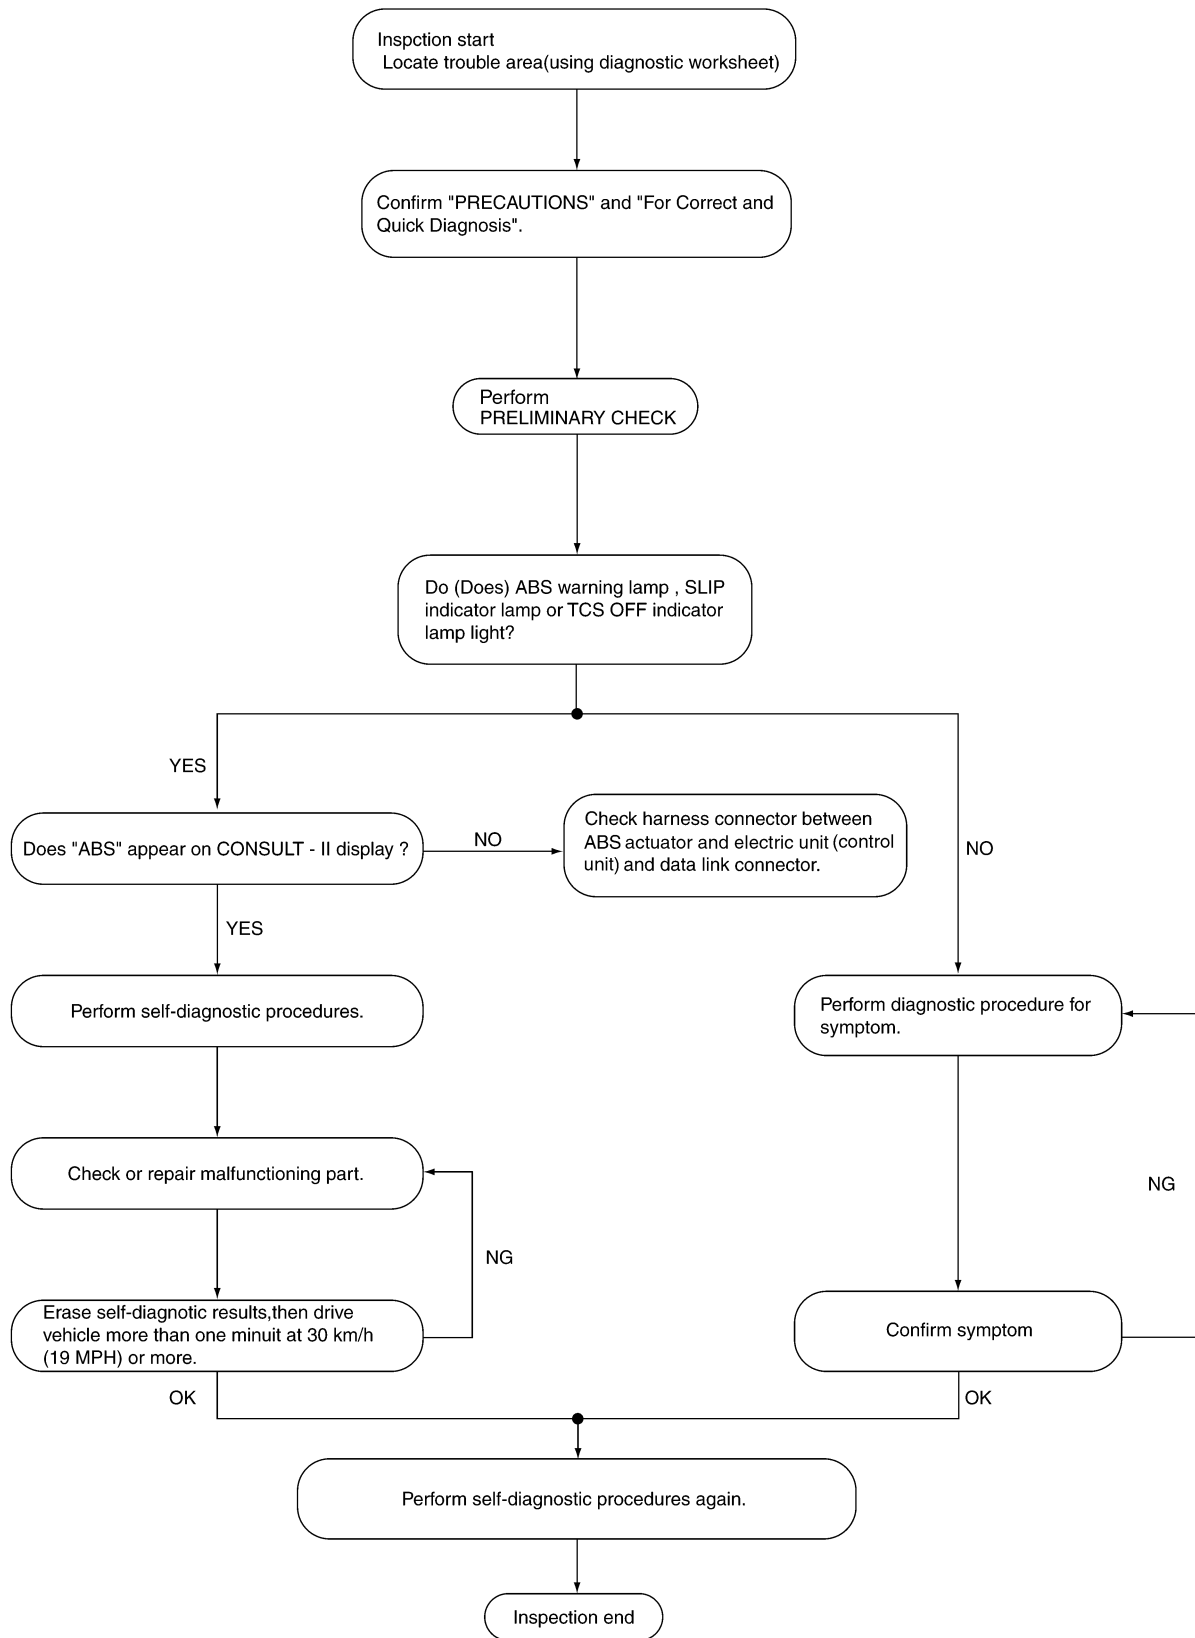 Inspction start
Locate trouble area(using diagnostic worksheet)
Confirm "PRECAUTIONS" and "For Correct and
Quick Diagnosis".
Perform
PRELIMINARY CHECK
Do (Does) ABS warning lamp , SLIP
indicator lamp or TCS OFF indicator
lamp light?
YES
NO
Does "ABS" appear on CONSULT - II display ?
NO
Check harness connector between
ABS actuator and electric unit (control
unit) and data link connector.
YES
Perform self-diagnostic procedures.
Perform diagnostic procedure for
symptom.
Check or repair malfunctioning part.
NG
NG
Erase self-diagnotic results,then drive
vehicle more than one minuit at 30 km/h
(19 MPH) or more.
Confirm symptom
OK
OK
Perform self-diagnostic procedures again.
Inspection end